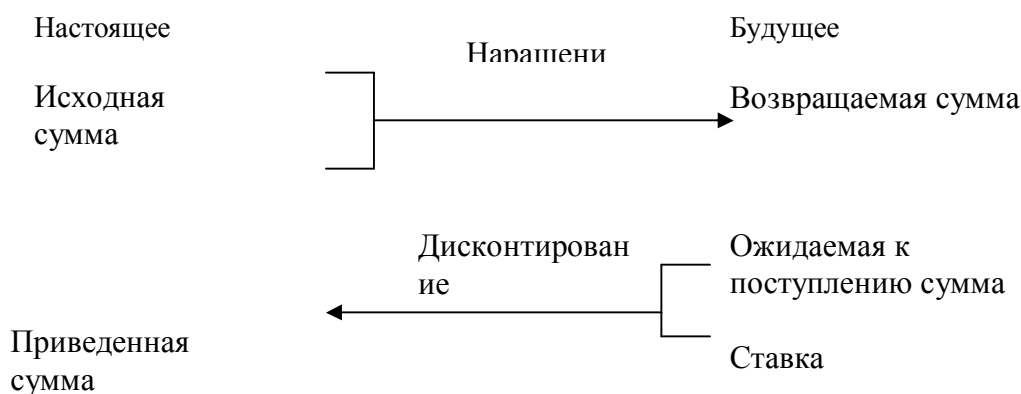 Настоящее
Будущее
Наращени
Исходная
сумма
Возвращаемая сумма
Дисконтирован
ие
Ожидаемая к
поступлению сумма
Ставка
Приведенная
сумма